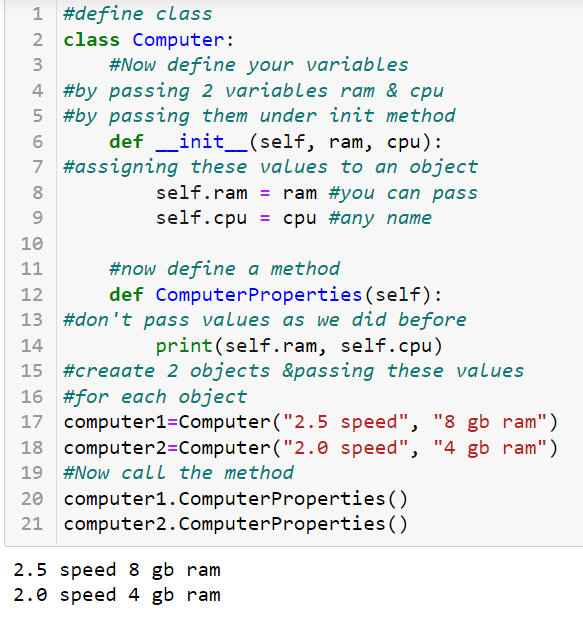 1 #define class
2 class Computer:
3 #Now define your variables
4 #by passing 2 variables ram & cpu
5 #by passing them under init method
6 def __init__(self, ram, cpu):
7 #assigning these values to an object
8 self.ram = ram #you can pass
9 self.cpu = cpu #any name
10
11 #now define a method
12 def ComputerProperties(self):
13 #don't pass values as we did before
14 print(self.ram, self.cpu)
15 #creaate 2 objects &passing these values
16 #for each object
17 computer1=Computer("2.5 speed", "8 gb ram")
18 computer2=Computer("2.0 speed", "4 gb ram")
19 #Now call the method
20 computer1.ComputerProperties()
21 computer2.ComputerProperties()
2.5 speed 8 gb ram
2.0 speed 4 gb ram